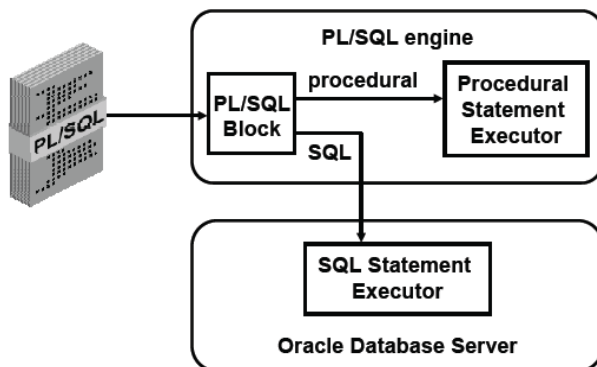 PL/SQL engine
PL/SQL
PL/SQL
Block
procedural
SQL
Procedural
Statement
Executor
SQL Statement
Executor
Oracle Database Server